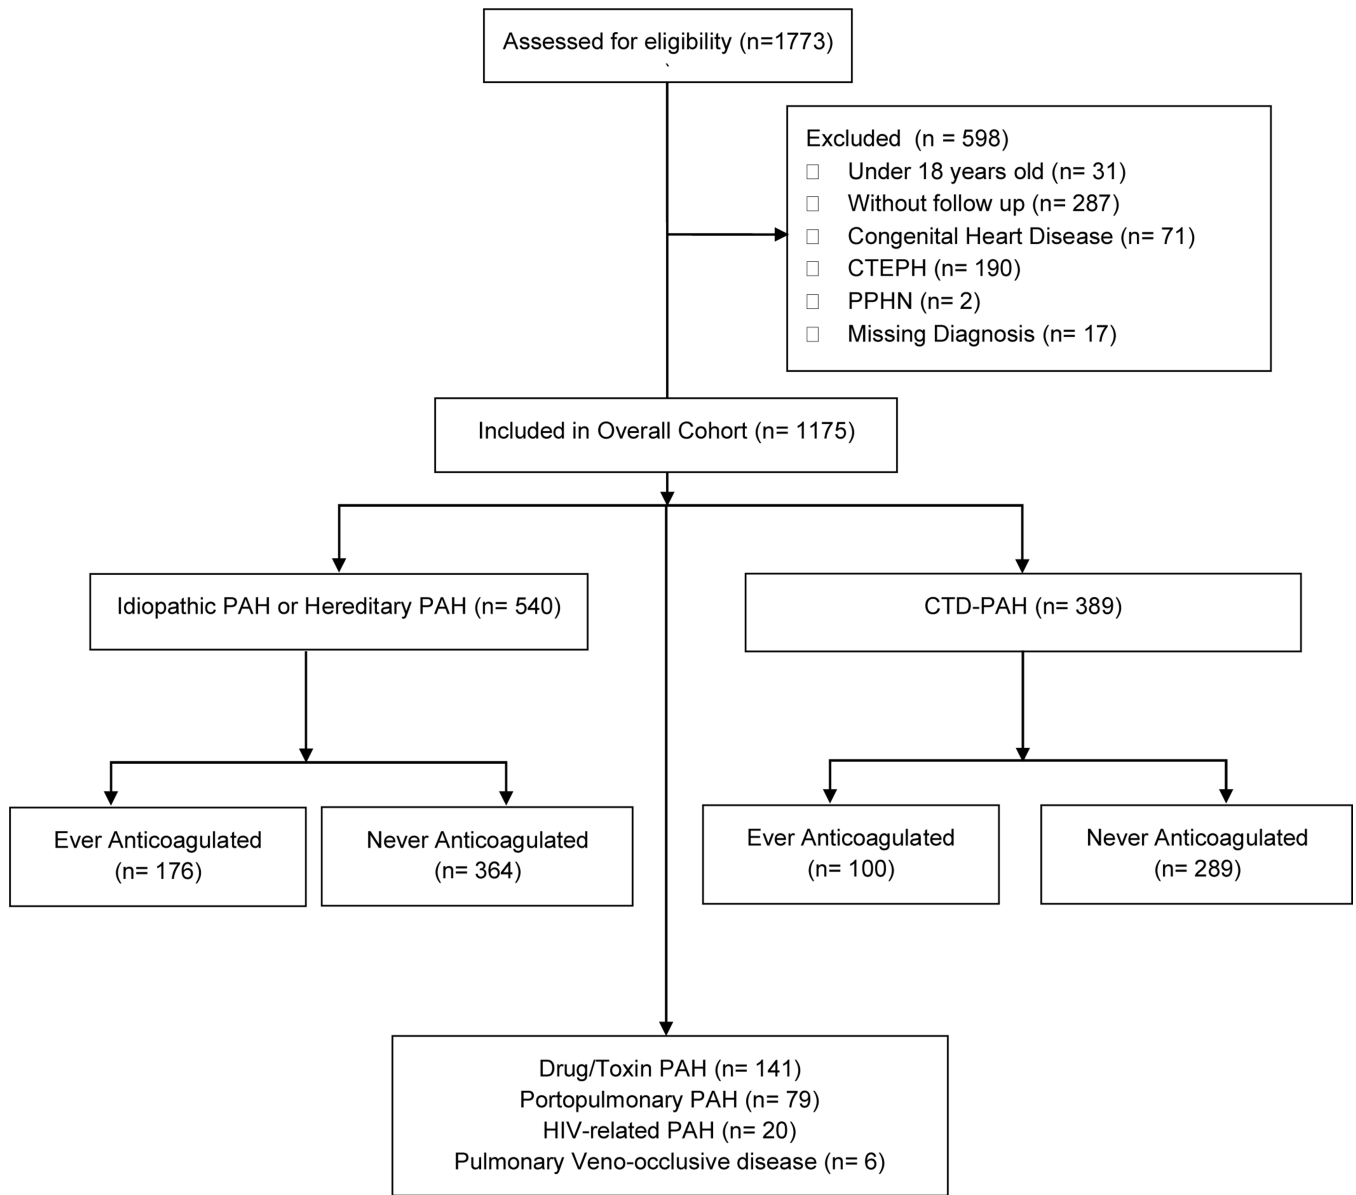 Assessed for eligibility (n=1773)
Excluded (n = 598)
Under 18 years old (n= 31)
Without follow up (n= 287)
Congenital Heart Disease (n= 71)
CTEPH (n= 190)
PPHN (n= 2)
Missing Diagnosis (n= 17)
Included in Overall Cohort (n= 1175)
Idiopathic PAH or Hereditary PAH (n= 540)
CTD-PAH (n= 389)
Ever Anticoagulated
(n= 176)
Never Anticoagulated
(n= 364)
Ever Anticoagulated
(n= 100)
Never Anticoagulated
(n= 289)
Drug/Toxin PAH (n= 141)
Portopulmonary PAH (n= 79)
HIV-related PAH (n= 20)
Pulmonary Veno-occlusive disease (n= 6)